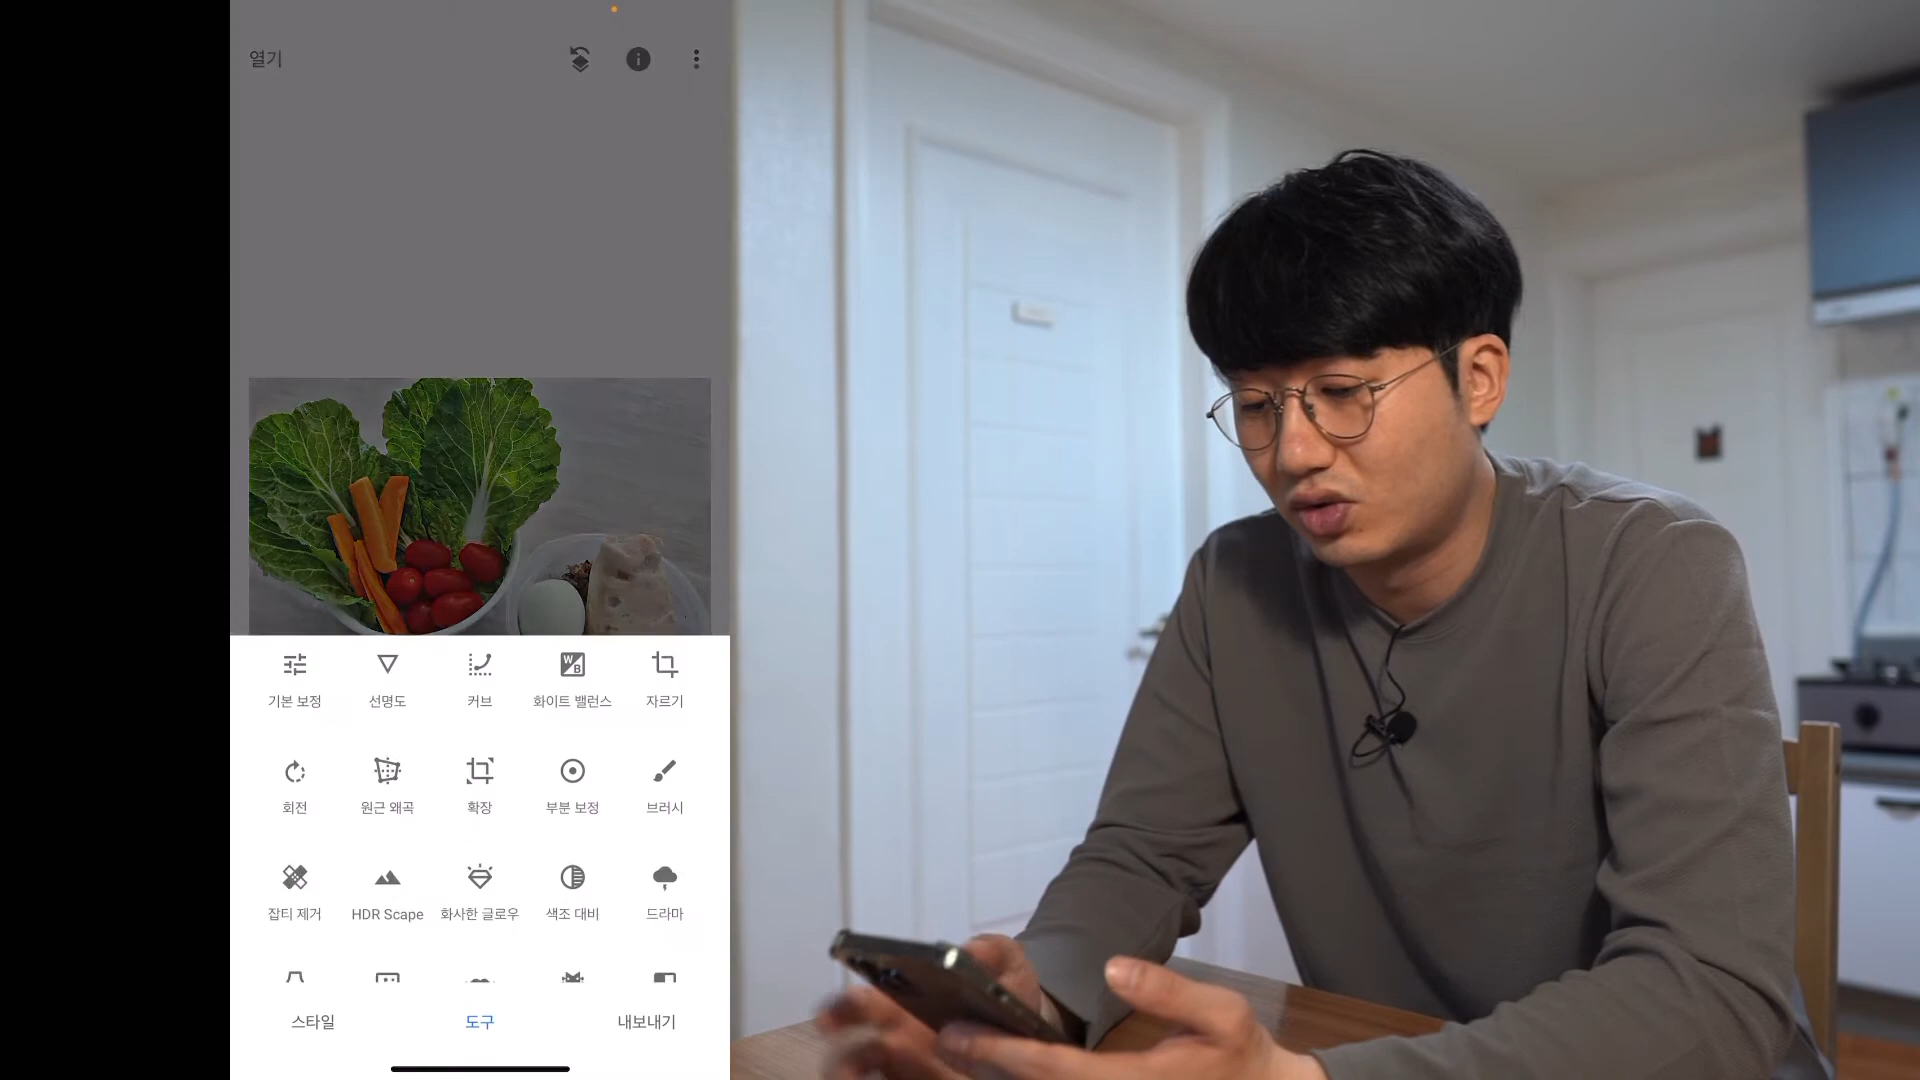 열기
기본 보정 선명도 커브 화이트 밸런스 자르기
회전 원근 왜곡 확장 부분 보정 브러시
잡티 제거 HDR Scape 화사한 글로우 색조 대비 드라마
스타일 도구 내보내기